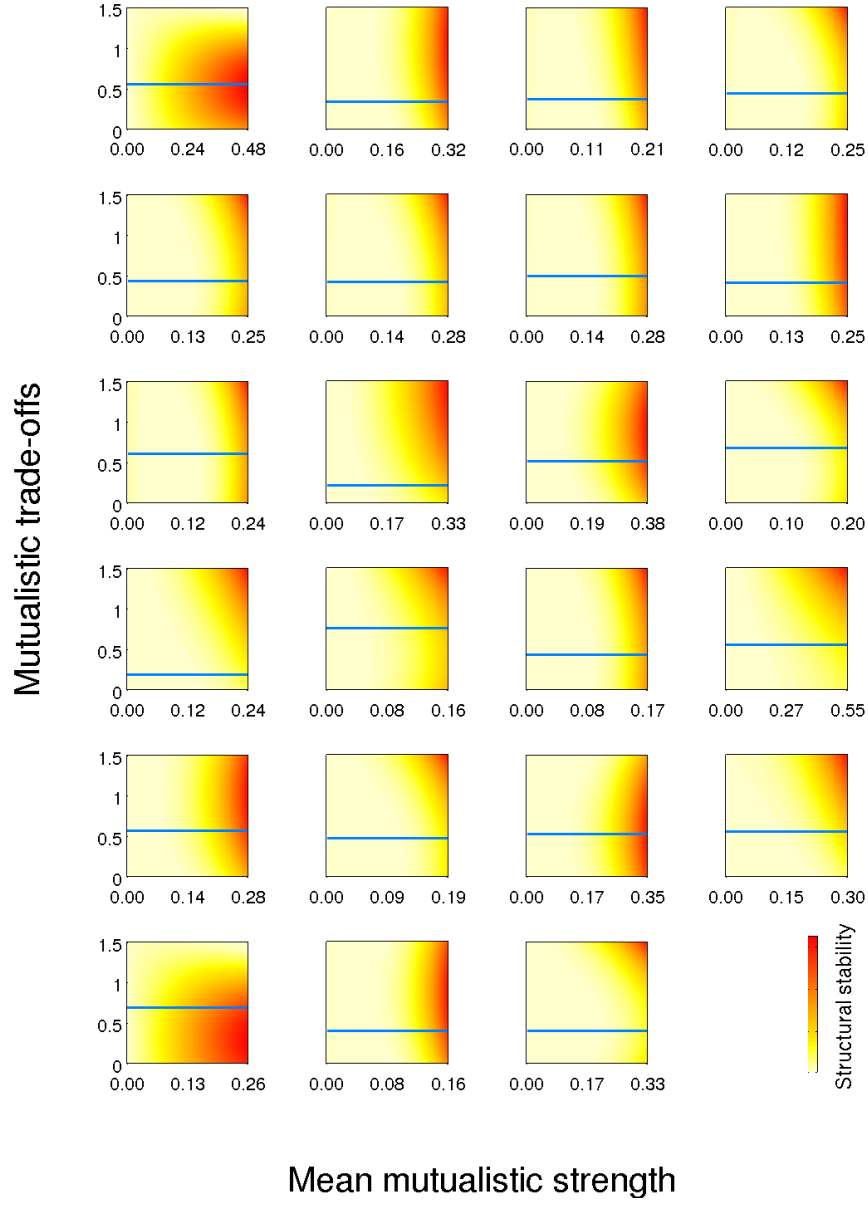 Mutualistic trade-offs
1.5
1
0.5
0
0.00 0.24 0.48
0.00 0.16 0.32
0.00 0.11 0.21
0.00 0.12 0.25
1.5
1
0.5
0
0.00 0.13 0.25
0.00 0.14 0.28
0.00 0.14 0.28
0.00 0.13 0.25
1.5
1
0.5
0
0.00 0.12 0.24
0.00 0.17 0.33
0.00 0.19 0.38
0.00 0.10 0.20
1.5
1
0.5
0
0.00 0.12 0.24
0.00 0.08 0.16
0.00 0.08 0.17
0.00 0.27 0.55
1.5
1
0.5
0
0.00 0.14 0.28
0.00 0.09 0.19
0.00 0.17 0.35
0.00 0.15 0.30
1.5
1
0.5
0
0.00 0.13 0.26
0.00 0.08 0.16
0.00 0.17 0.33
Structural stability
Mean mutualistic strength